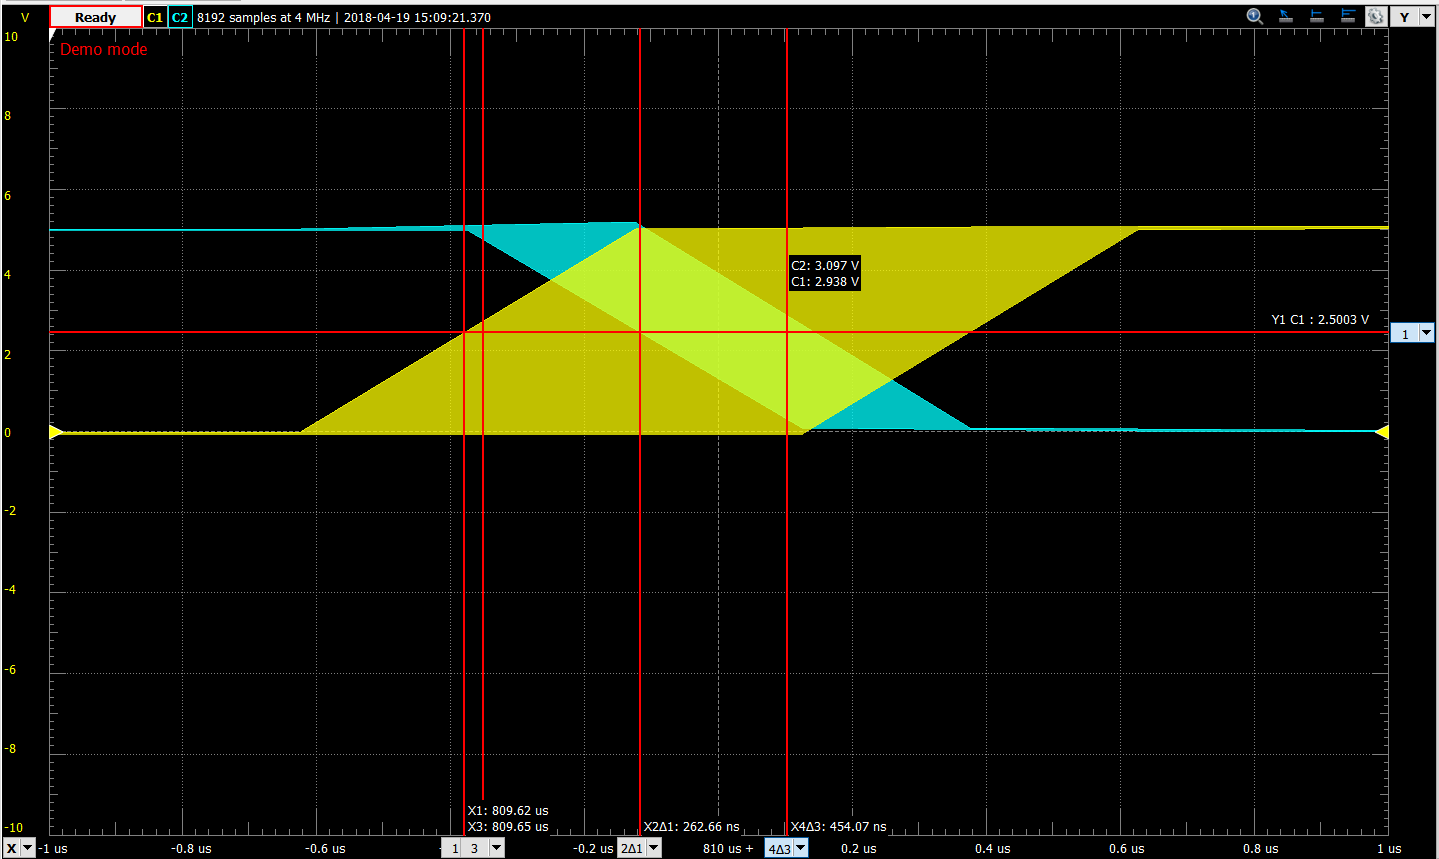 V Ready C1 C2 8192 samples at 4 MHz | 2018-04-19 15:09:21.370 Y
10
Demo mode
8
6
4
C2: 3.097 V
C1: 2.938 V
Y1 C1 : 2.5003 V
1
2
0
-2
-4
-6
-8
X1: 809.62 us
-10 X3: 809.65 us X2Δ1: 262.66 ns X4Δ3: 454.07 ns
X -1 us -0.8 us -0.6 us 1 3 -0.2 us 2Δ1 810 us + 4Δ3 0.2 us 0.4 us 0.6 us 0.8 us 1 us